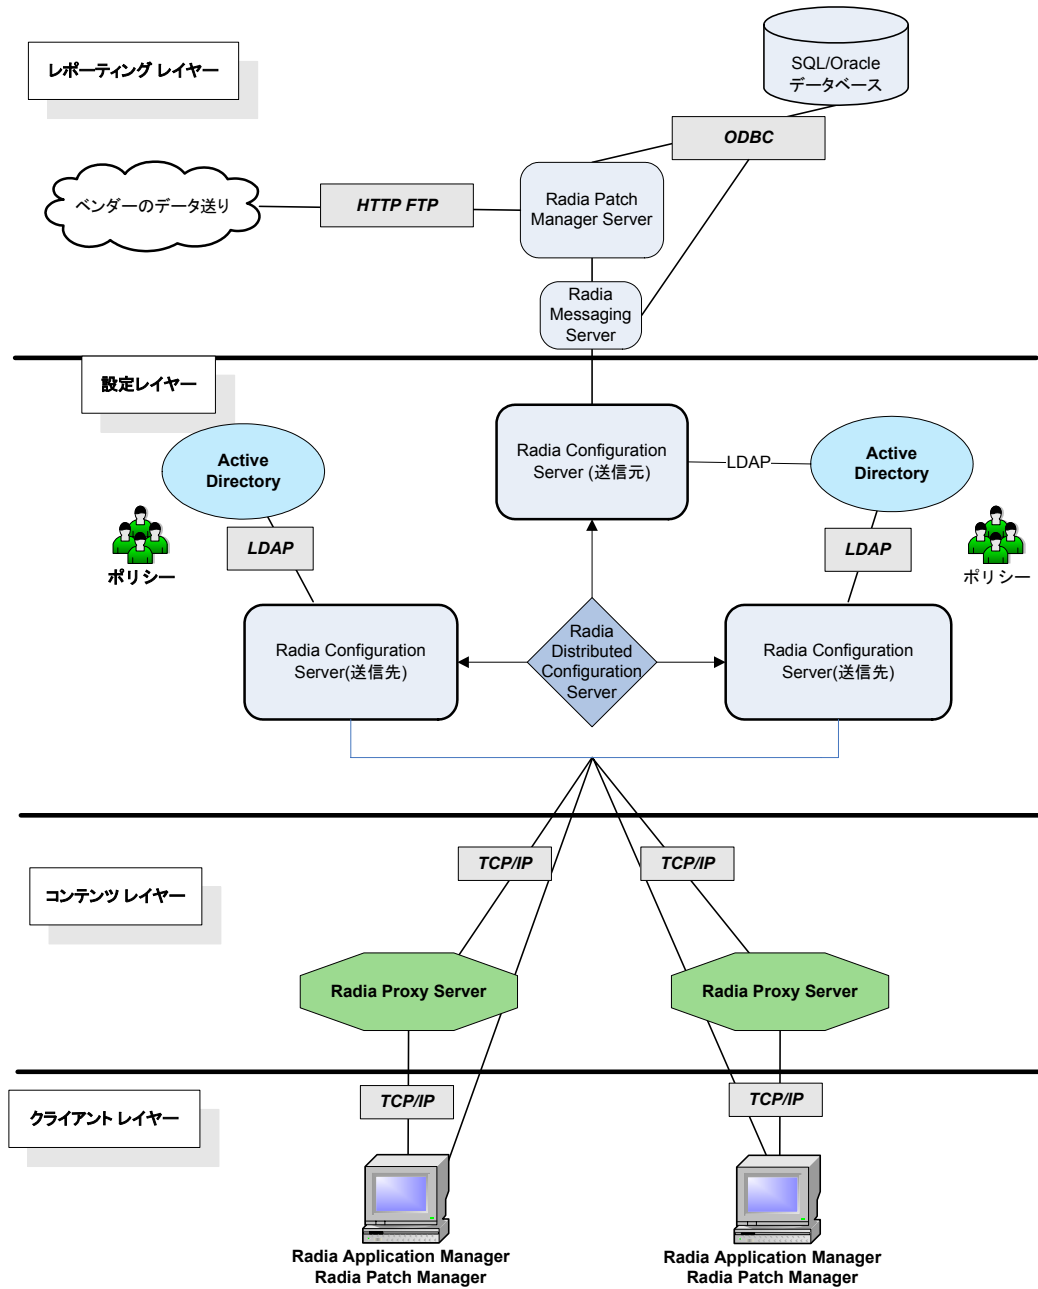 レポーティング レイヤー
SQL/Oracle
データベース
ODBC
ベンダーのデータ送り
HTTP FTP
Radia Patch
Manager Server
Radia
Messaging
Server
設定レイヤー
Active
Directory
Radia Configuration
Server (送信元)
LDAP
Active
Directory
ポリシー
LDAP
LDAP
ポリシー
Radia Configuration
Server(送信先)
Radia
Distributed
Configuration
Server
Radia Configuration
Server(送信先)
TCP/IP
TCP/IP
コンテンツ レイヤー
Radia Proxy Server
Radia Proxy Server
クライアント レイヤー
TCP/IP
TCP/IP
Radia Application Manager
Radia Patch Manager
Radia Application Manager
Radia Patch Manager